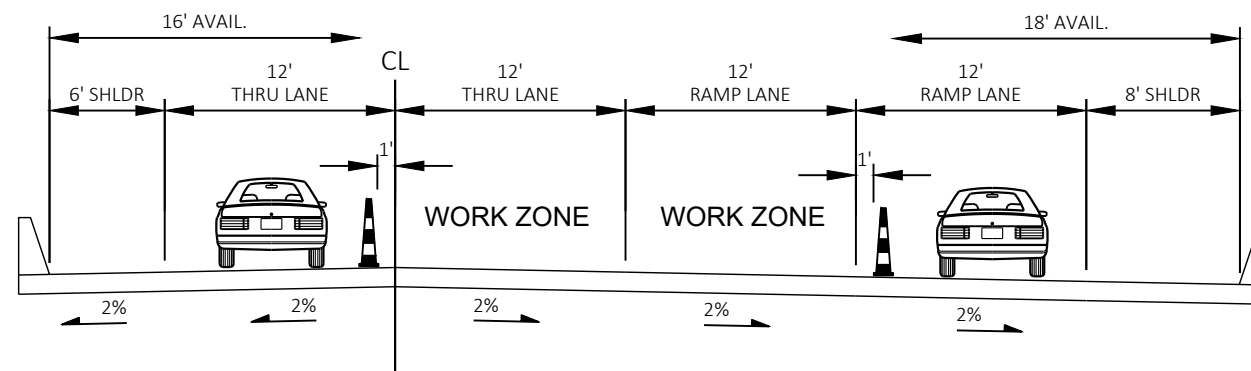 16' AVAIL.
18' AVAIL.
CL
6' SHLDR
12'
THRU LANE
12'
THRU LANE
12'
RAMP LANE
12'
RAMP LANE
8' SHLDR
1'
1'
WORK ZONE
WORK ZONE
2%
2%
2%
2%
2%